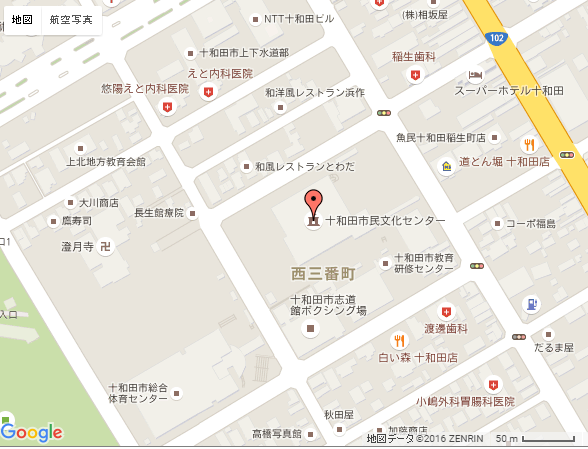 地図
航空写真
NTT十和田ビル
(株)相坂屋
102
十和田市上下水道部
稲生歯科
えと内科医院
悠陽えと内科医院
和洋風レストラン浜作
スーパーホテル十和田
魚民十和田稲生町店
上北地方教育会館
和風レストランとわだ
道とん堀 十和田店
大川商店
長生館療院
鷹寿司
十和田市民文化センター
コーポ福島
澄月寺
十和田市教育
研修センター
西三番町
十和田市志道
館ボクシング場
入口
渡邊歯科
だるま屋
白い森 十和田店
十和田市総合
体育センター
小嶋外科胃腸科医院
秋田屋
高橋写真館
加賀商店
Google
地図データ ©2016 ZENRIN
50 m